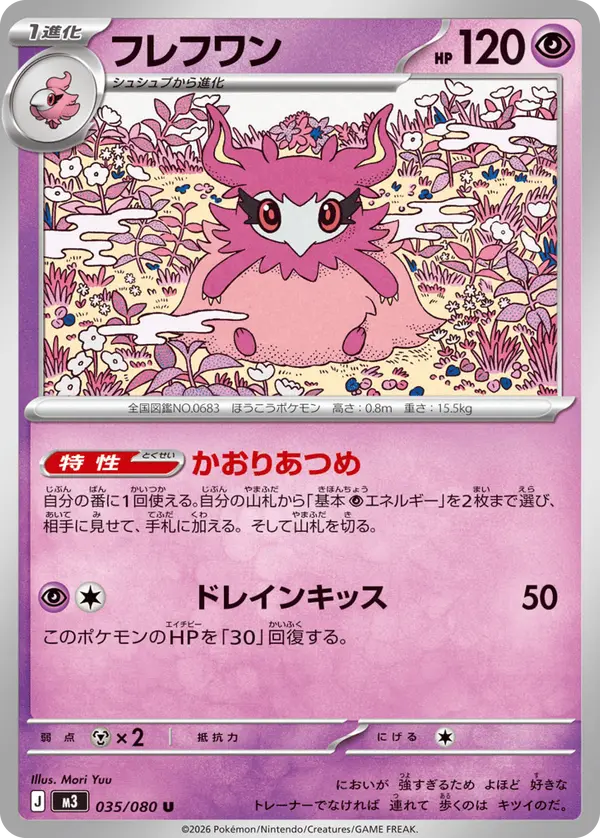 1進化
フレフワン
HP 120
シュシュプから進化
全国図鑑NO.0683 ほうこうポケモン 高さ:0.8m 重さ:15.5kg
特性 とくせい かおりあつめ
自分の番に1回使える。自分の山札から「基本エネルギー」を2枚まで選び、
相手に見せて、手札に加える。そして山札を切る。
ドレインキッス 50
このポケモンのHPを「30」回復する。
弱点 ×2 抵抗力 にげる
Illus. Mori Yuu
J M3 035/080 U
においが 強すぎるため よほど 好きな
トレーナーでなければ 連れて 歩くのは キツイのだ。
©2026 Pokémon/Nintendo/Creatures/GAME FREAK.